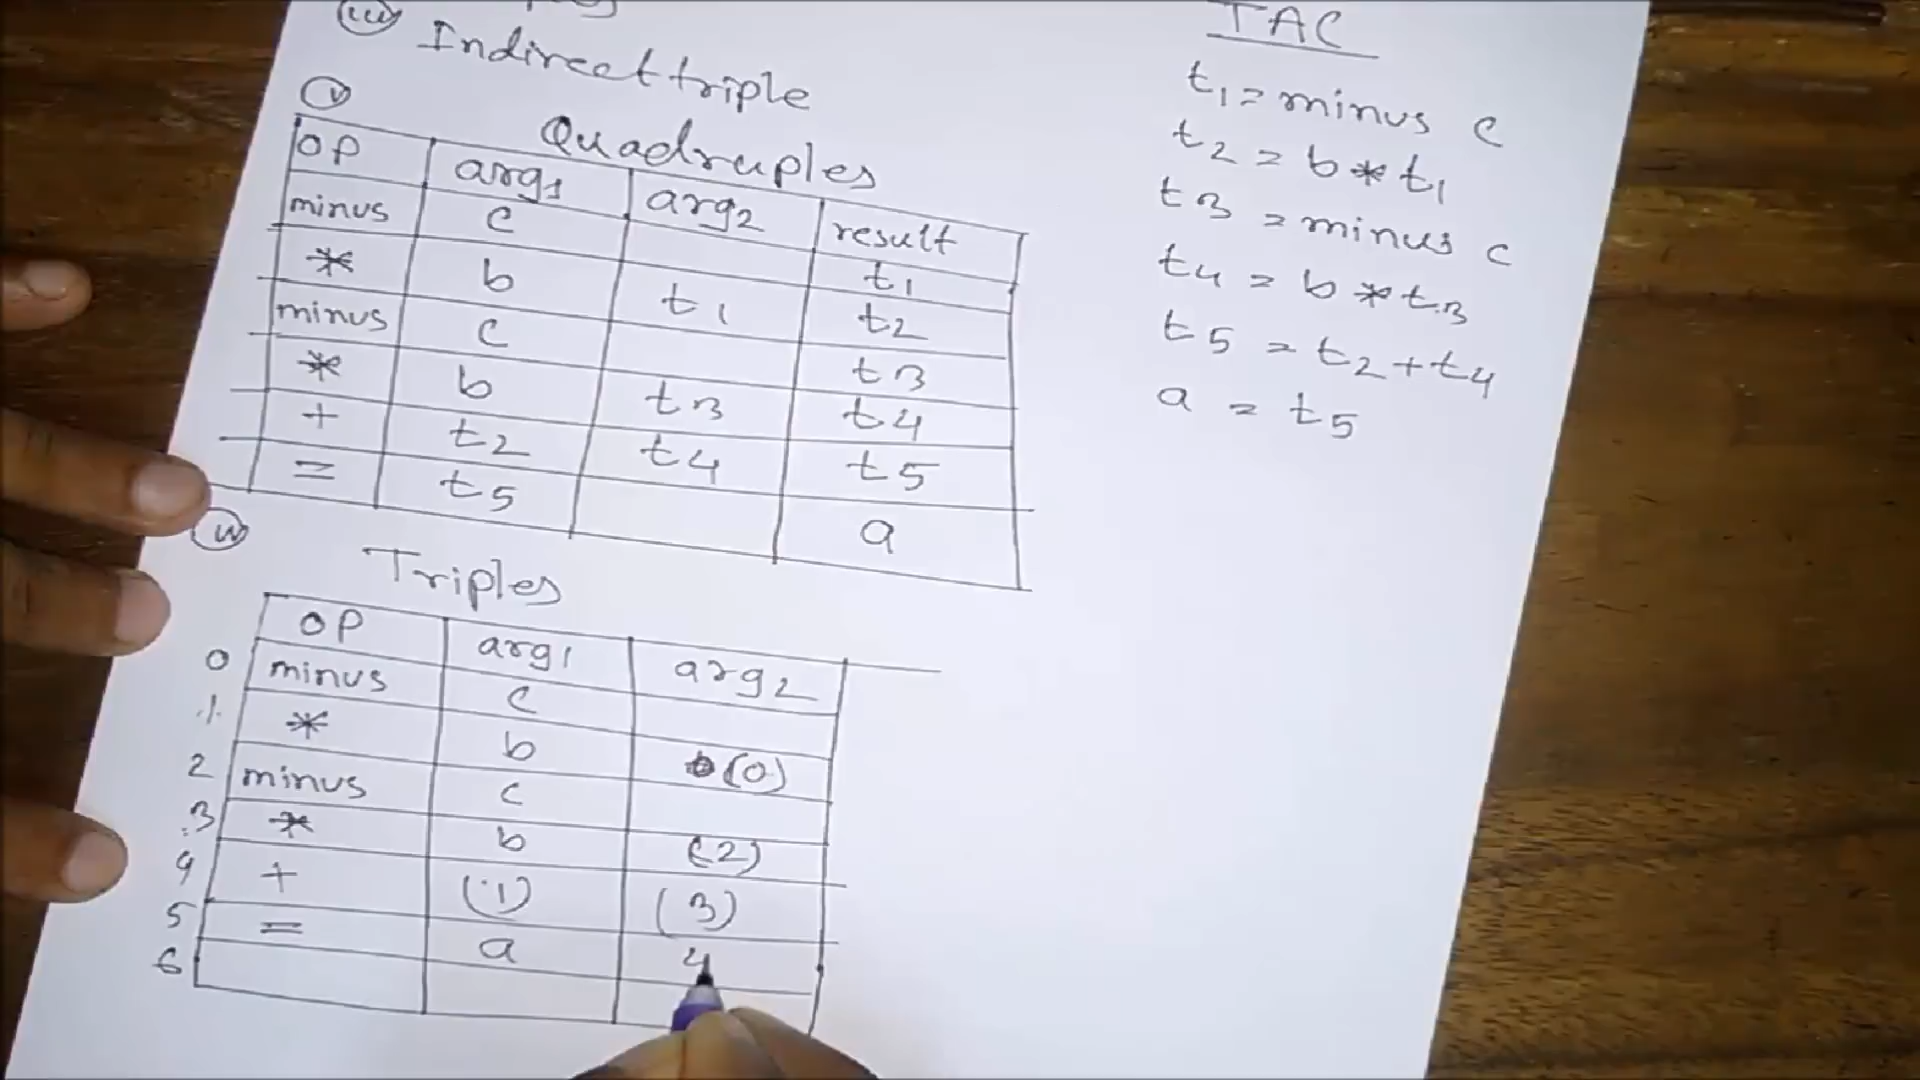 iii
Indirect triple
TAC
t1 = minus c
t2 = b * t1
t3 = minus c
t4 = b * t3
t5 = t2 + t4
a = t5
i
Quadruples
OP arg1 arg2 result
minus c t1
* b t1 t2
minus c t3
* b t3 t4
+ t2 t4 t5
= t5 a
ii
Triples
OP arg1 arg2
0 minus c
1 * b (0)
2 minus c
3 * b (2)
4 + (1) (3)
5 = a 4
6